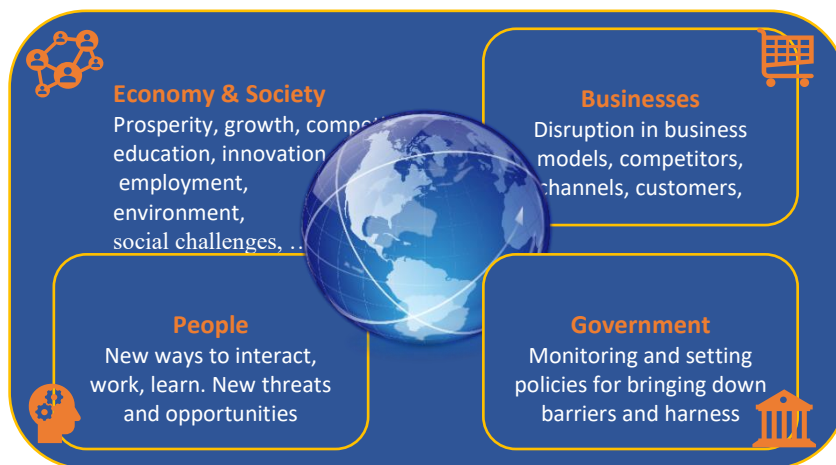 Economy & Society
Prosperity, growth,
education, innovation
employment,
environment,
social challenges, ..
Businesses
Disruption in business
models, competitors,
channels, customers,
People
New ways to interact,
work, learn. New threats
and opportunities
Government
Monitoring and setting
policies for bringing down
barriers and harness